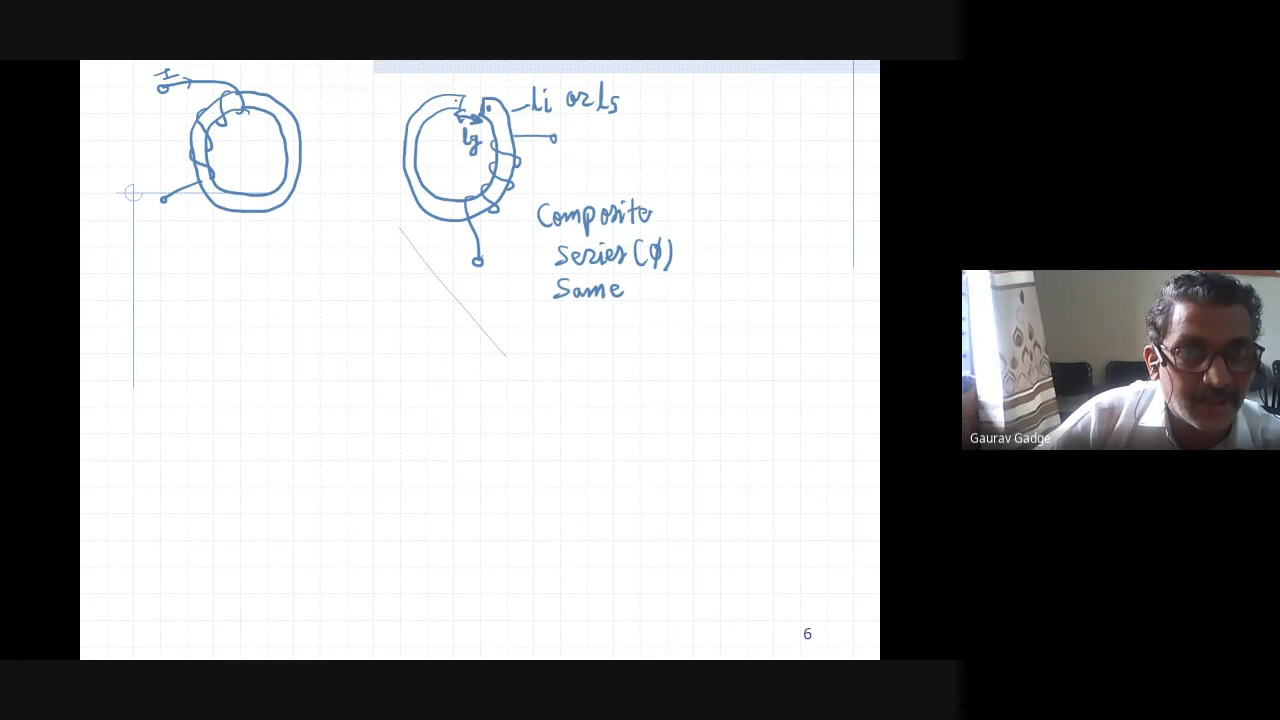 I
li or ls
lg
Composite
Series (φ)
Same
6
Gaurav Gadge